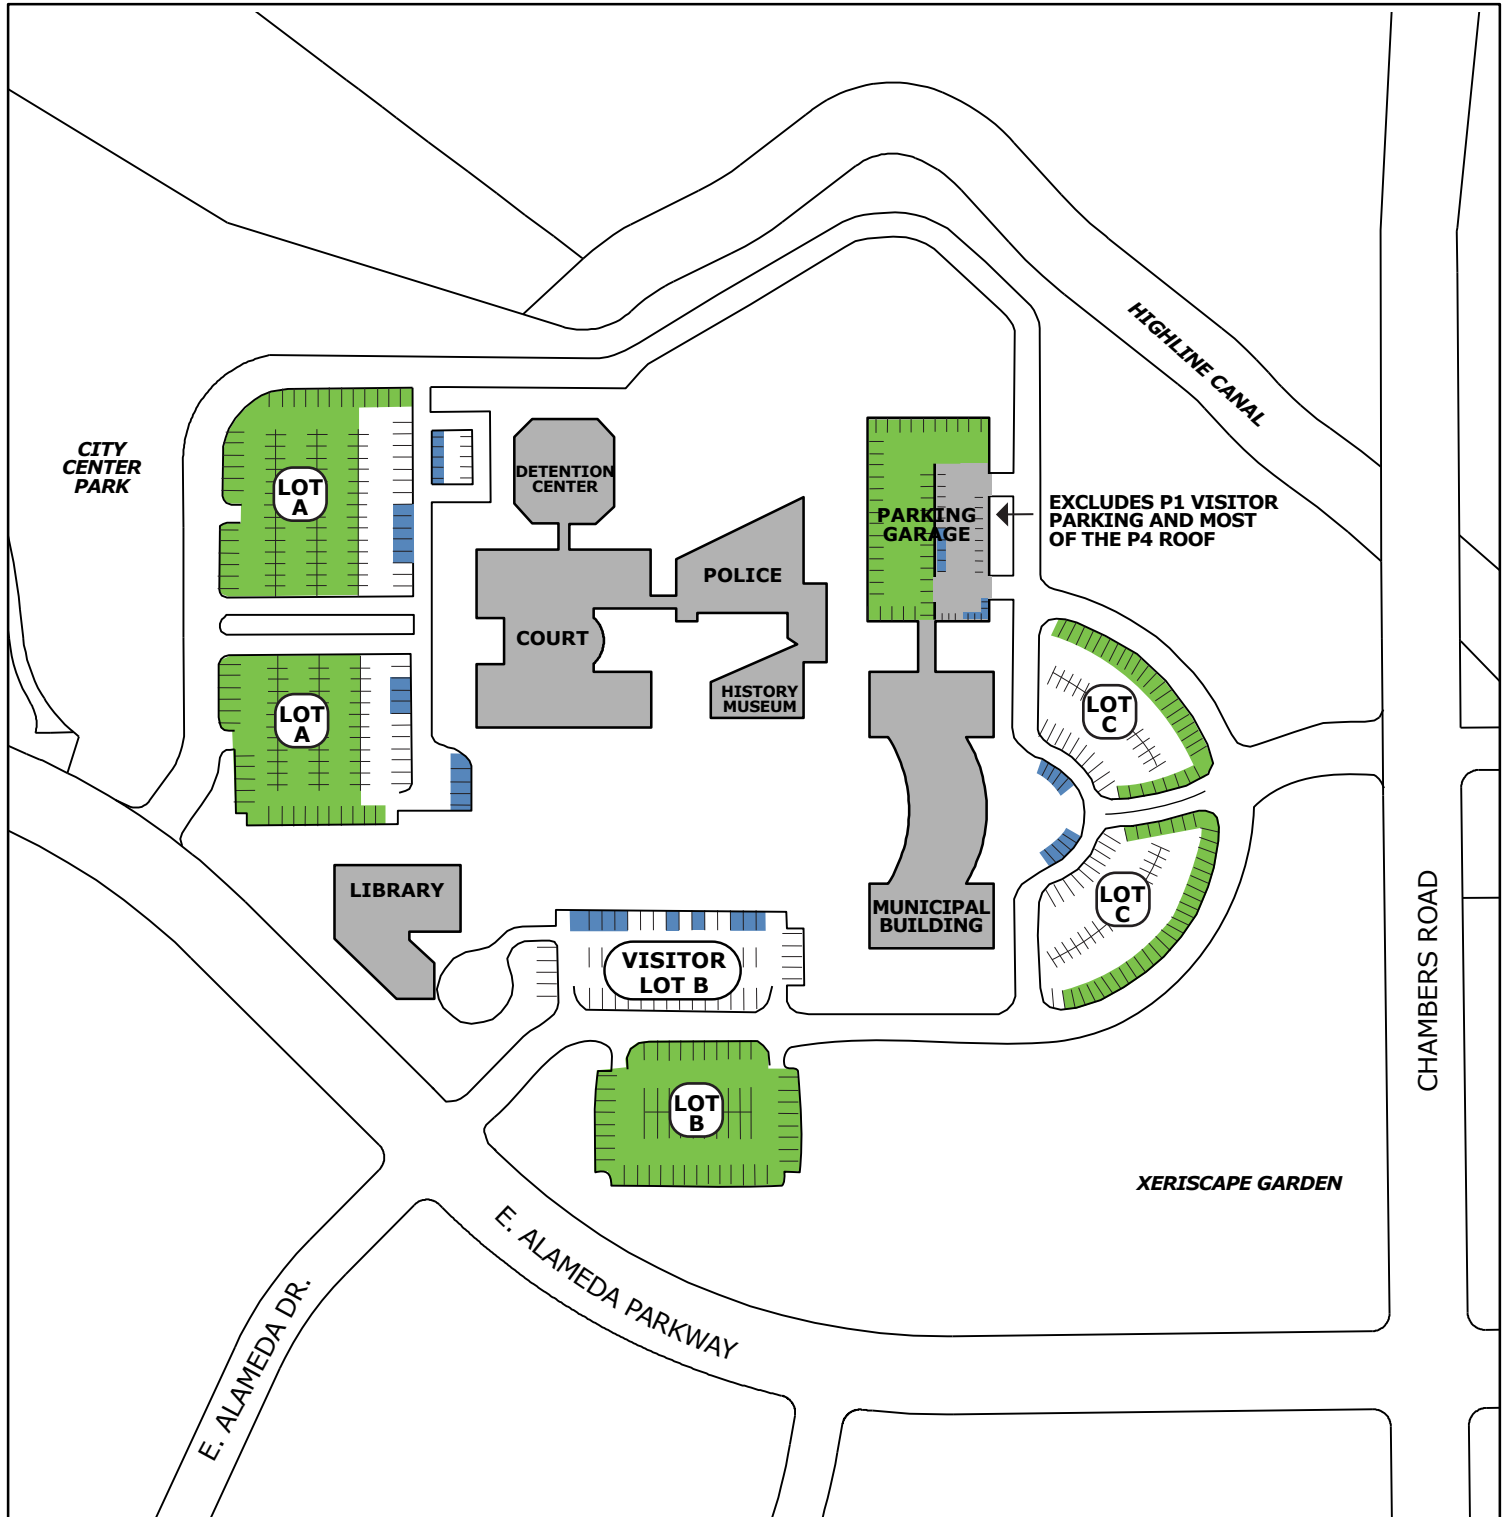 HIGHLINE CANAL
CITY
CENTER
PARK
DETENTION
CENTER
LOT
A
PARKING
GARAGE
EXCLUDES P1 VISITOR
PARKING AND MOST
OF THE P4 ROOF
POLICE
COURT
HISTORY
MUSEUM
LOT
A
LOT
C
LIBRARY
MUNICIPAL
BUILDING
LOT
C
VISITOR
LOT B
CHAMBERS ROAD
LOT
B
XERISCAPE GARDEN
E. ALAMEDA PARKWAY
E. ALAMEDA DR.